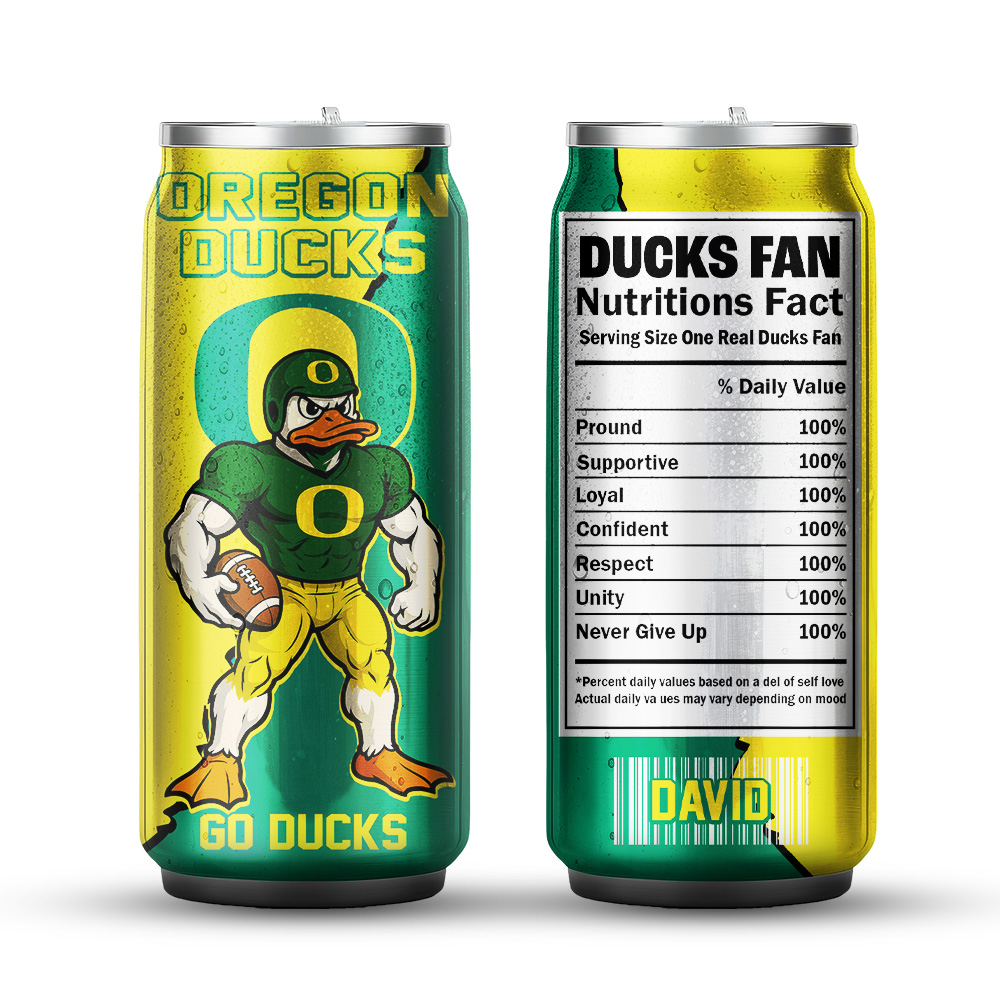 OREGON
DUCKS
O
O
O
GO DUCKS
DUCKS FAN
Nutritions Fact
Serving Size One Real Ducks Fan
% Daily Value
Pround 100%
Supportive 100%
Loyal 100%
Confident 100%
Respect 100%
Unity 100%
Never Give Up 100%
*Percent daily values based on a del of self love
Actual daily va ues may vary depending on mood
DAVID